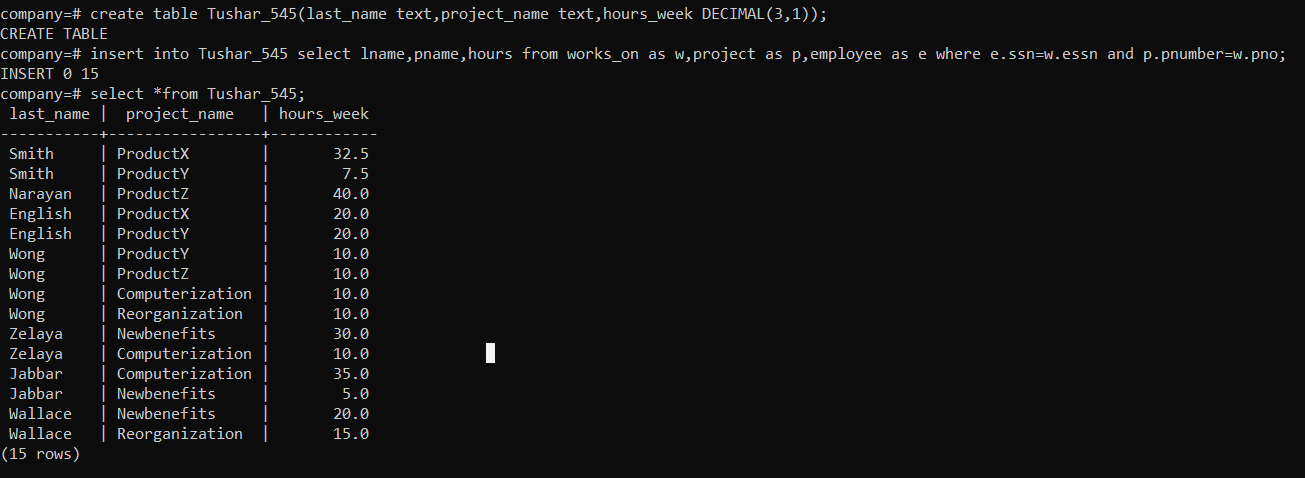 company=# create table Tushar_545(last_name text,project_name text,hours_week DECIMAL(3,1));
CREATE TABLE
company=# insert into Tushar_545 select lname,pname,hours from works_on as w,project as p,employee as e where e.ssn=w.essn and p.pnumber=w.pno;
INSERT 0 15
company=# select *from Tushar_545;
 last_name |  project_name   | hours_week
-----------+-----------------+------------
 Smith     | ProductX        |       32.5
 Smith     | ProductY        |        7.5
 Narayan   | ProductZ        |       40.0
 English   | ProductX        |       20.0
 English   | ProductY        |       20.0
 Wong      | ProductY        |       10.0
 Wong      | ProductZ        |       10.0
 Wong      | Computerization |       10.0
 Wong      | Reorganization  |       10.0
 Zelaya    | Newbenefits     |       30.0
 Zelaya    | Computerization |       10.0
 Jabbar    | Computerization |       35.0
 Jabbar    | Newbenefits     |        5.0
 Wallace   | Newbenefits     |       20.0
 Wallace   | Reorganization  |       15.0
(15 rows)